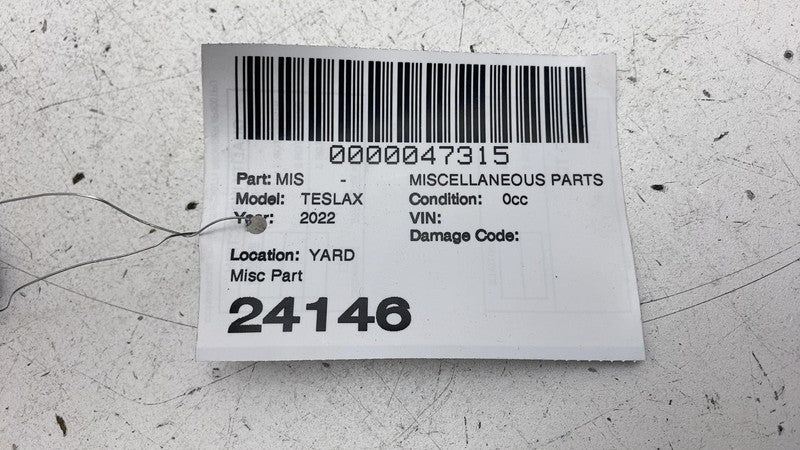 0000047315
Part: MIS - MISCELLANEOUS PARTS
Model: TESLAX Condition: 0cc
Year: 2022 VIN:
Damage Code:
Location: YARD
Misc Part
24146